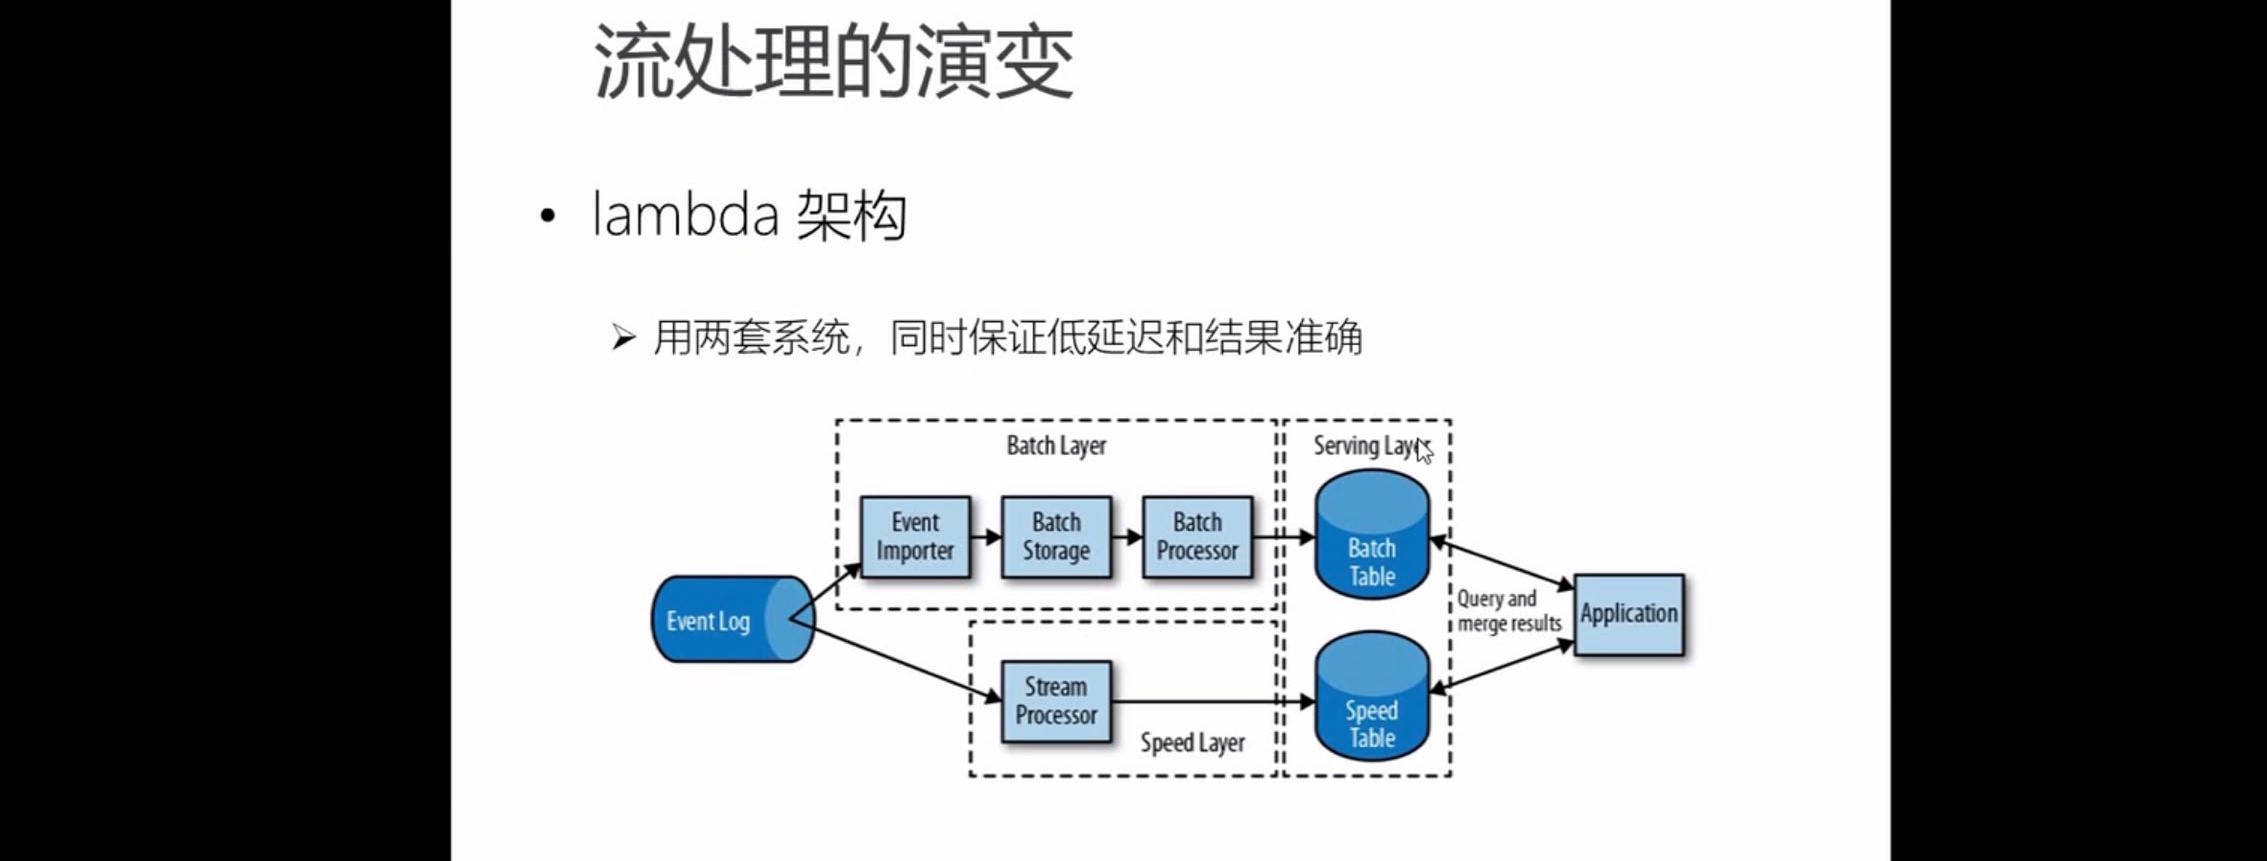 流处理的演变
• lambda 架构
➢ 用两套系统，同时保证低延迟和结果准确
Batch Layer
Serving Layer
Event
Importer
Batch
Storage
Batch
Processor
Batch
Table
Event Log
Query and
merge results
Application
Stream
Processor
Speed Layer
Speed
Table